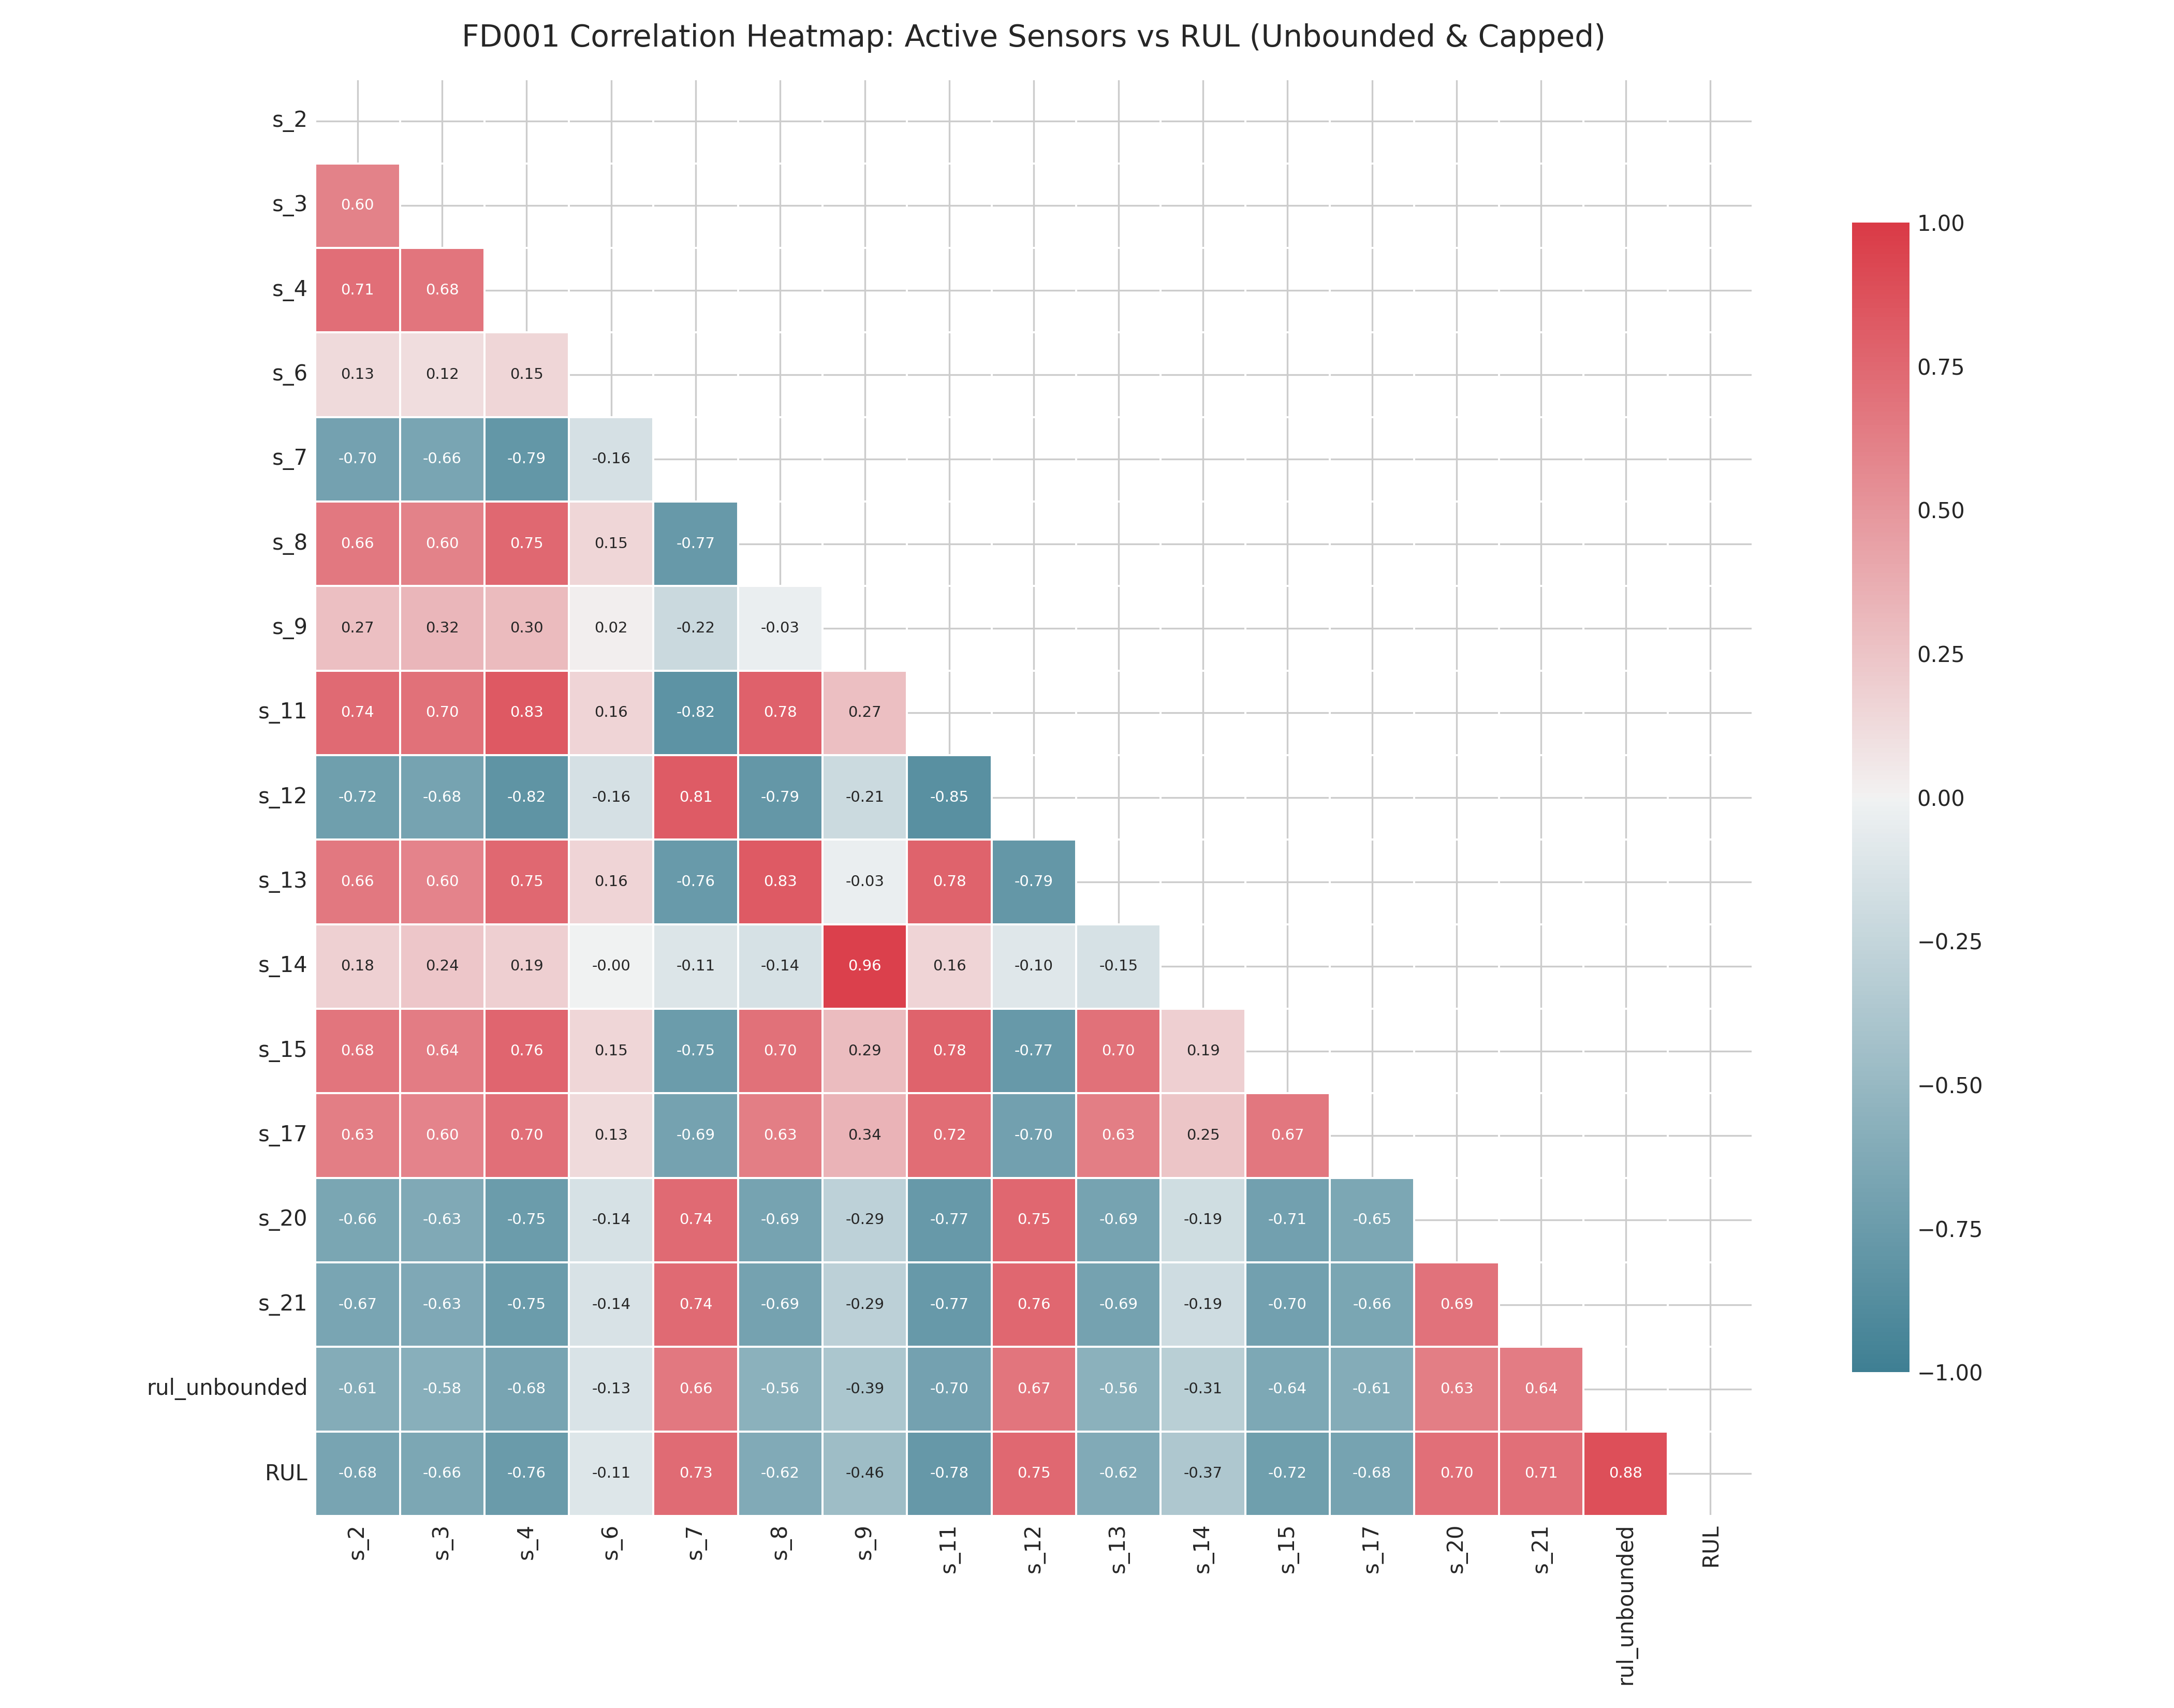 FD001 Correlation Heatmap: Active Sensors vs RUL (Unbounded & Capped)
s_2
s_3 0.60
s_4 0.71 0.68
s_6 0.13 0.12 0.15
s_7 -0.70 -0.66 -0.79 -0.16
s_8 0.66 0.60 0.75 0.15 -0.77
s_9 0.27 0.32 0.30 0.02 -0.22 -0.03
s_11 0.74 0.70 0.83 0.16 -0.82 0.78 0.27
s_12 -0.72 -0.68 -0.82 -0.16 0.81 -0.79 -0.21 -0.85
s_13 0.66 0.60 0.75 0.16 -0.76 0.83 -0.03 0.78 -0.79
s_14 0.18 0.24 0.19 -0.00 -0.11 -0.14 0.96 0.16 -0.10 -0.15
s_15 0.68 0.64 0.76 0.15 -0.75 0.70 0.29 0.78 -0.77 0.70 0.19
s_17 0.63 0.60 0.70 0.13 -0.69 0.63 0.34 0.72 -0.70 0.63 0.25 0.67
s_20 -0.66 -0.63 -0.75 -0.14 0.74 -0.69 -0.29 -0.77 0.75 -0.69 -0.19 -0.71 -0.65
s_21 -0.67 -0.63 -0.75 -0.14 0.74 -0.69 -0.29 -0.77 0.76 -0.69 -0.19 -0.70 -0.66 0.69
rul_unbounded -0.61 -0.58 -0.68 -0.13 0.66 -0.56 -0.39 -0.70 0.67 -0.56 -0.31 -0.64 -0.61 0.63 0.64
RUL -0.68 -0.66 -0.76 -0.11 0.73 -0.62 -0.46 -0.78 0.75 -0.62 -0.37 -0.72 -0.68 0.70 0.71 0.88
s_2 s_3 s_4 s_6 s_7 s_8 s_9 s_11 s_12 s_13 s_14 s_15 s_17 s_20 s_21 rul_unbounded RUL
1.00
0.75
0.50
0.25
0.00
−0.25
−0.50
−0.75
−1.00